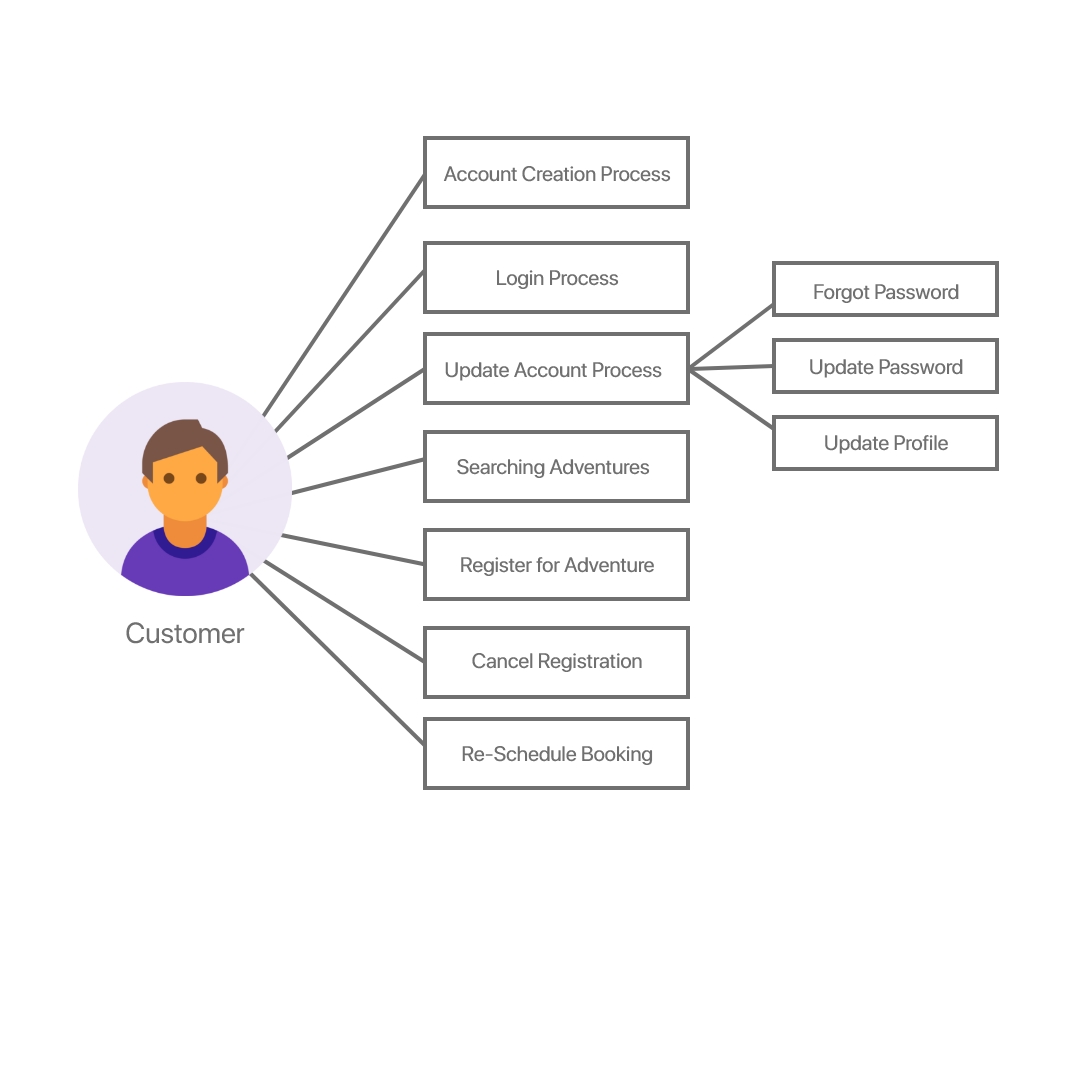 Account Creation Process
Login Process
Update Account Process
Searching Adventures
Register for Adventure
Cancel Registration
Re-Schedule Booking
Forgot Password
Update Password
Update Profile
Customer